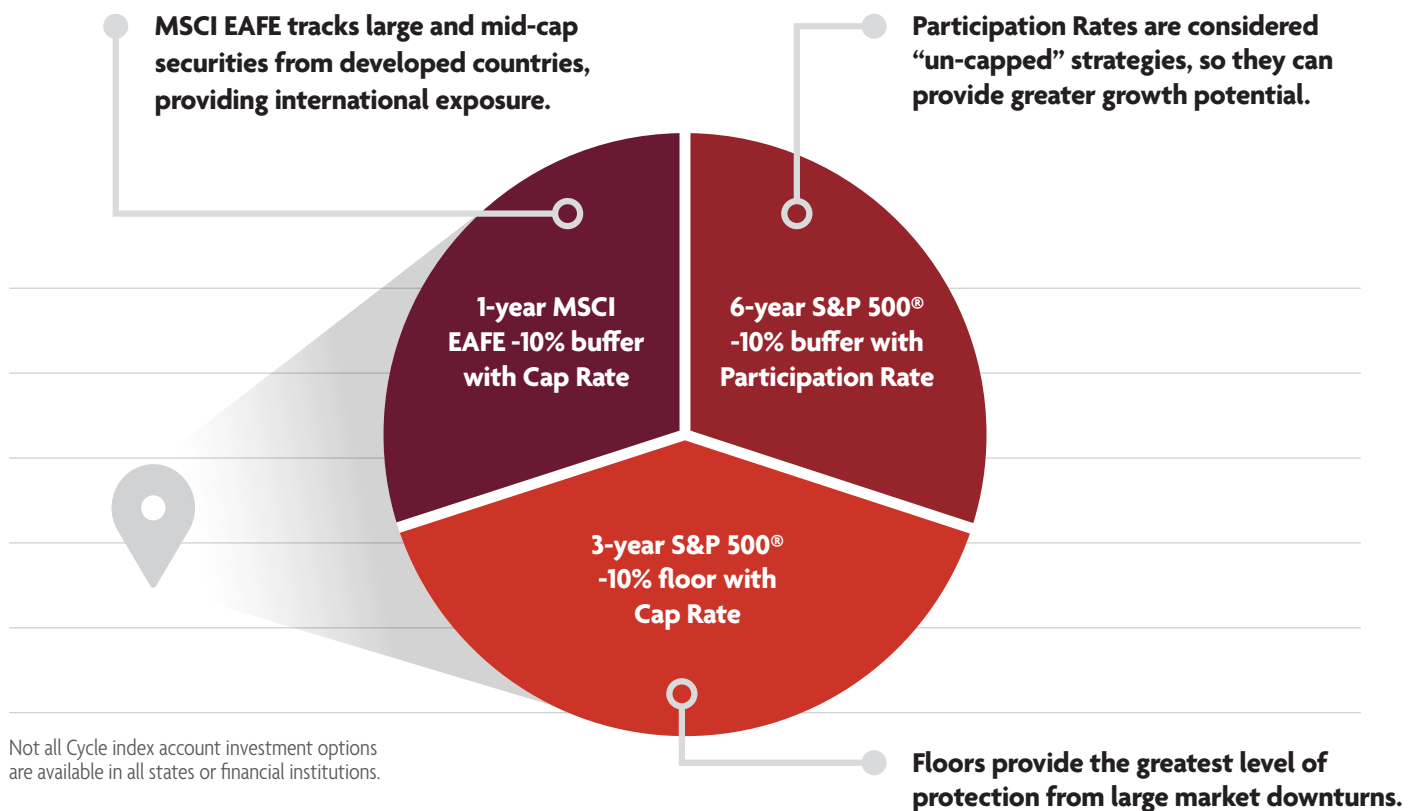 MSCI EAFE tracks large and mid-cap
securities from developed countries,
providing international exposure.
Participation Rates are considered
“un-capped” strategies, so they can
provide greater growth potential.
1-year MSCI
EAFE -10% buffer
with Cap Rate
6-year S&P 500®
-10% buffer with
Participation Rate
3-year S&P 500®
-10% floor with
Cap Rate
Not all Cycle index account investment options
are available in all states or financial institutions.
Floors provide the greatest level of
protection from large market downturns.